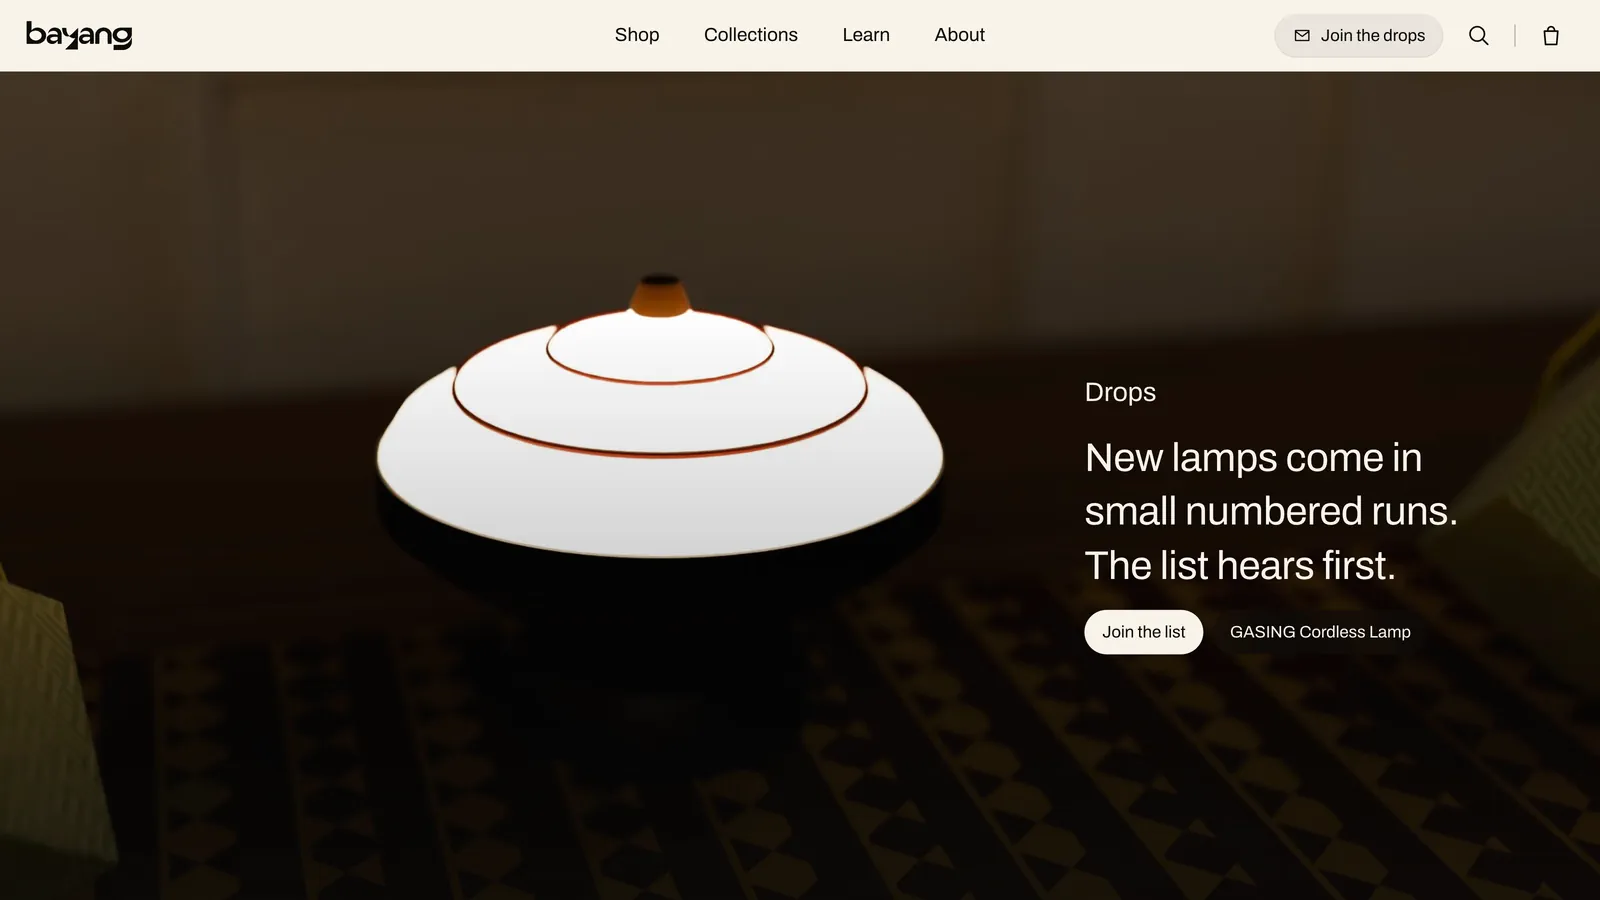 bayang
Shop
Collections
Learn
About
Join the drops
Drops
New lamps come in
small numbered runs.
The list hears first.
Join the list
GASING Cordless Lamp